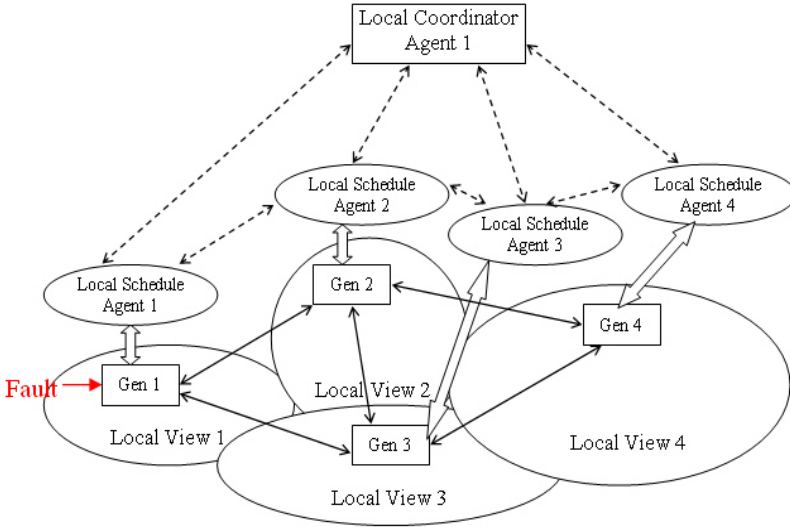 Local Coordinator
Agent 1
Local Schedule
Agent 2
Local Schedule
Agent 4
Local Schedule
Agent 3
Local Schedule
Agent 1
Gen 2
Gen 4
Fault
Gen 1
Local View 2
Local View 1
Gen 3
Local View 4
Local View 3